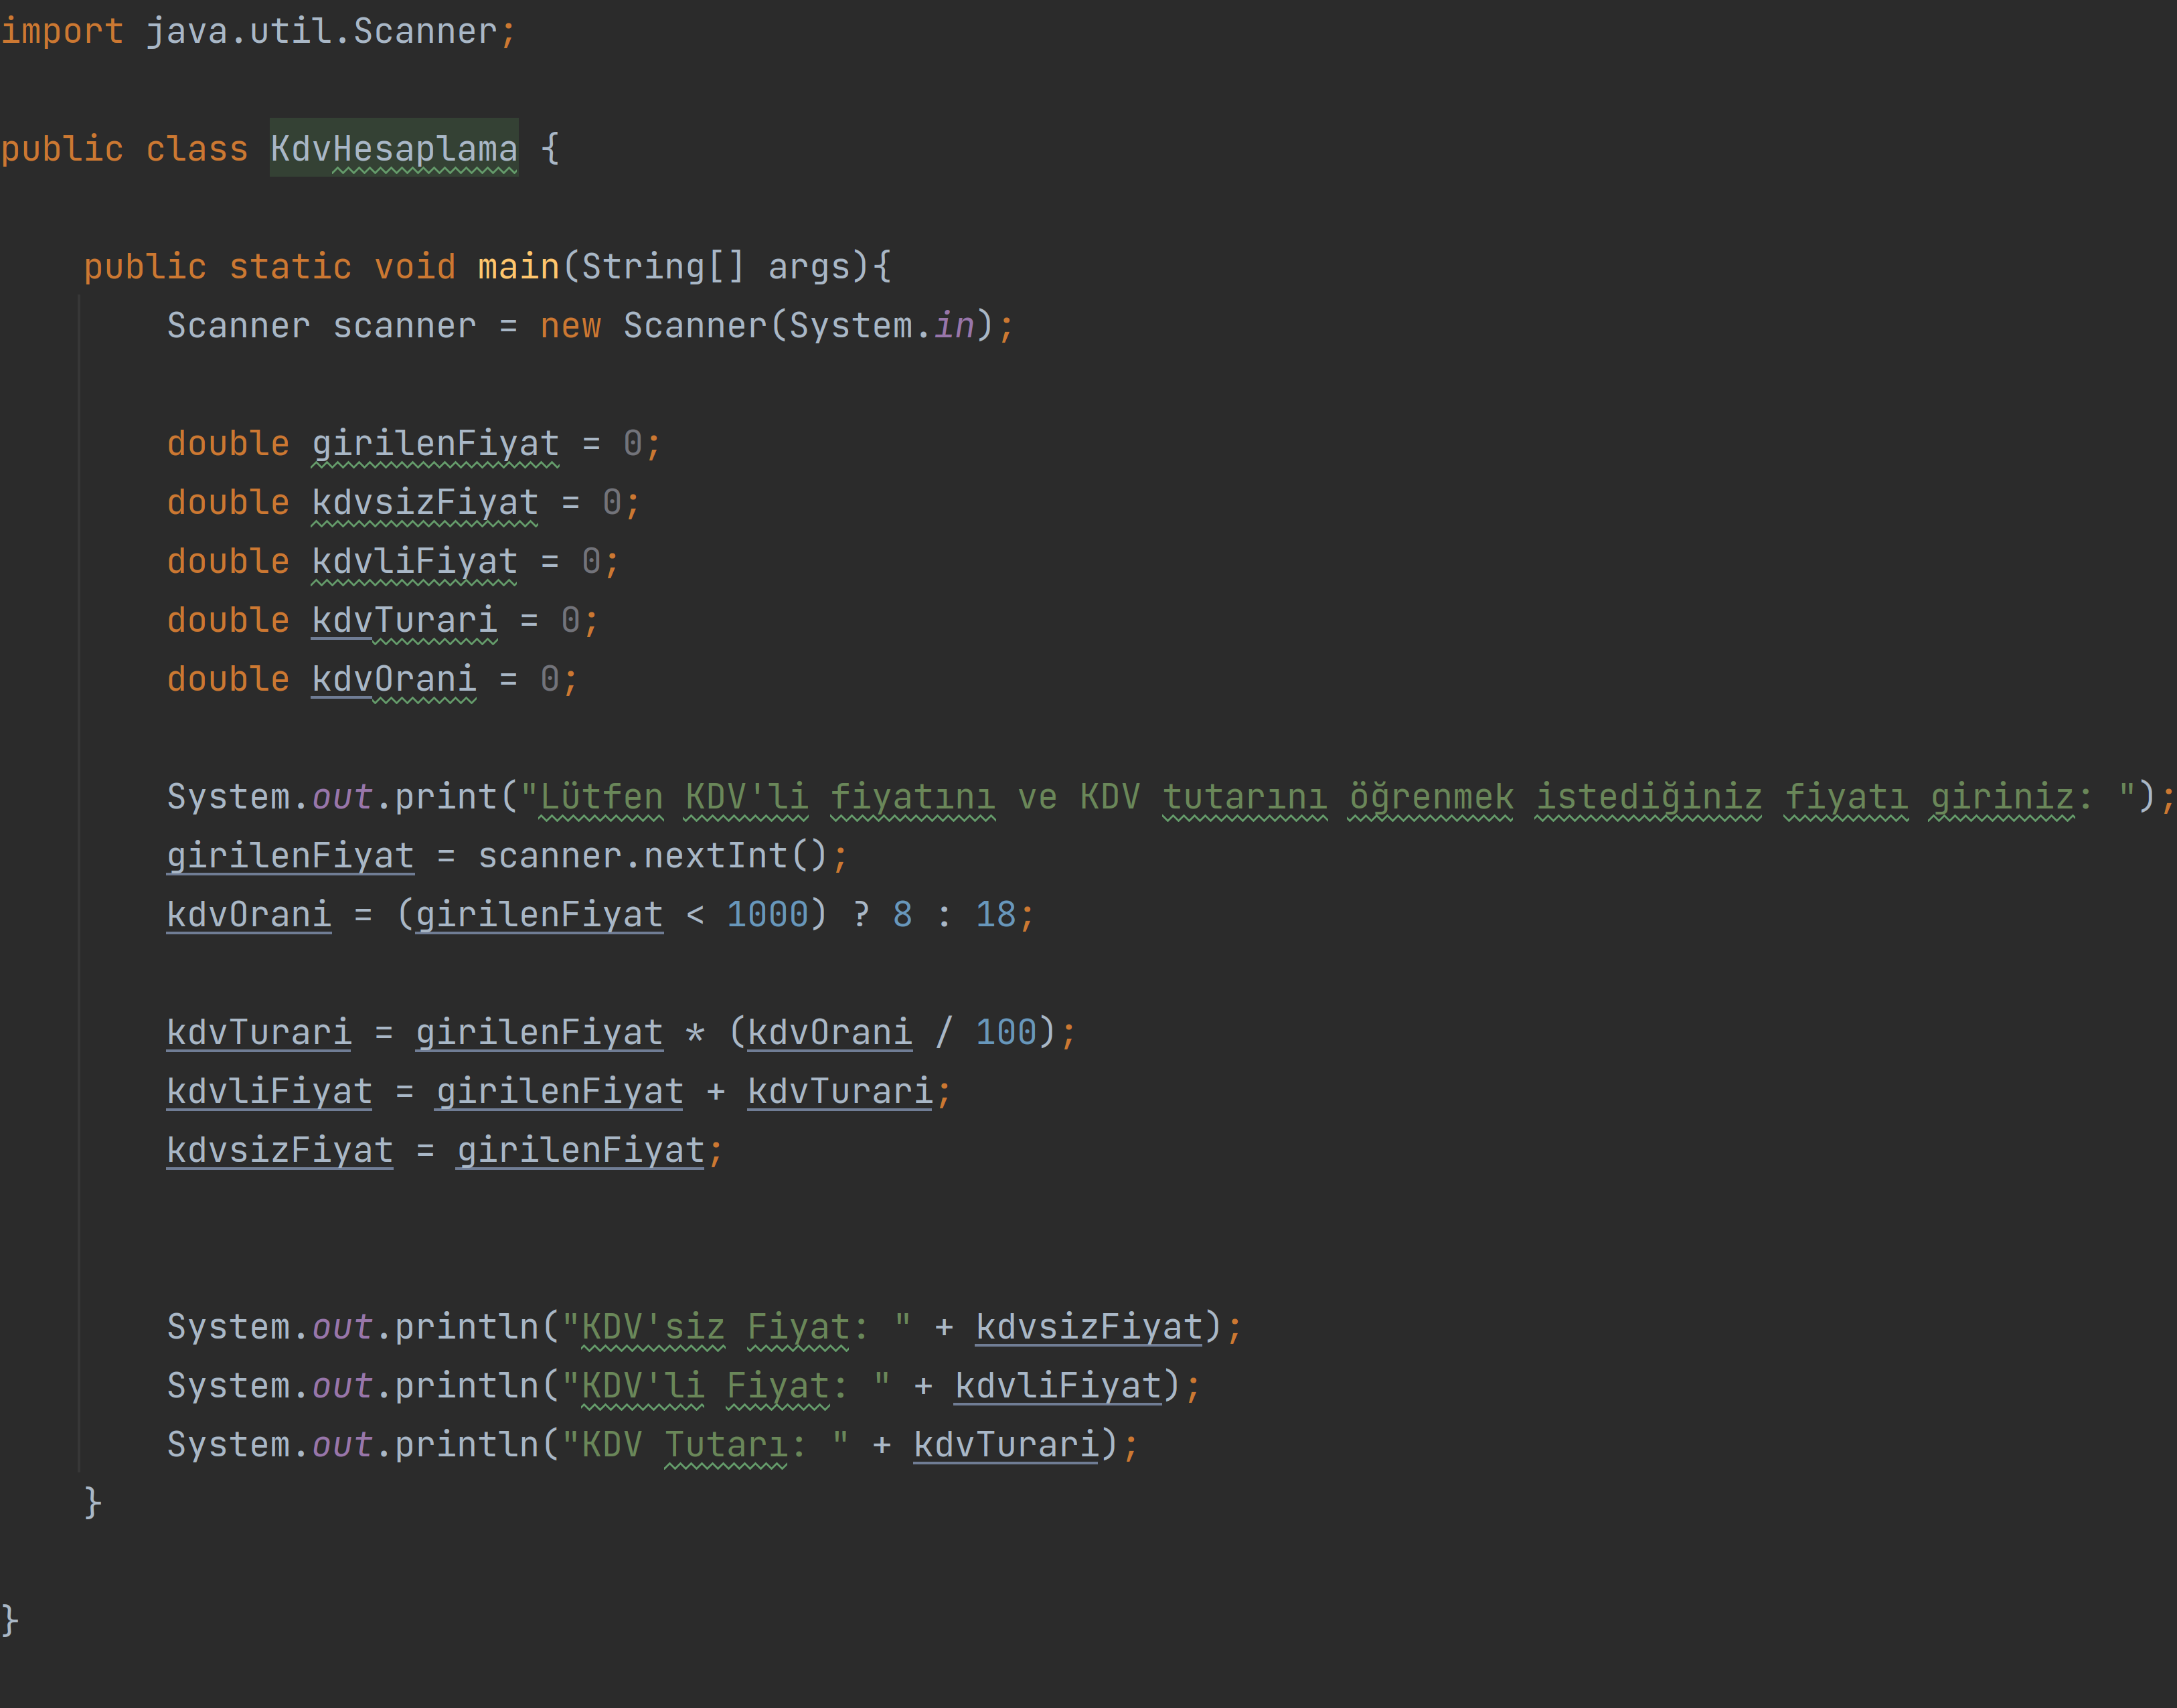 import java.util.Scanner;
public class KdvHesaplama {
public static void main(String[] args){
Scanner scanner = new Scanner(System.in);
double girilenFiyat = 0;
double kdvsizFiyat = 0;
double kdvliFiyat = 0;
double kdvTurari = 0;
double kdvOrani = 0;
System.out.print("Lütfen KDV'li fiyatını ve KDV tutarını öğrenmek istediğiniz fiyatı giriniz: ");
girilenFiyat = scanner.nextInt();
kdvOrani = (girilenFiyat < 1000) ? 8 : 18;
kdvTurari = girilenFiyat * (kdvOrani / 100);
kdvliFiyat = girilenFiyat + kdvTurari;
kdvsizFiyat = girilenFiyat;
System.out.println("KDV'siz Fiyat: " + kdvsizFiyat);
System.out.println("KDV'li Fiyat: " + kdvliFiyat);
System.out.println("KDV Tutarı: " + kdvTurari);
}
}